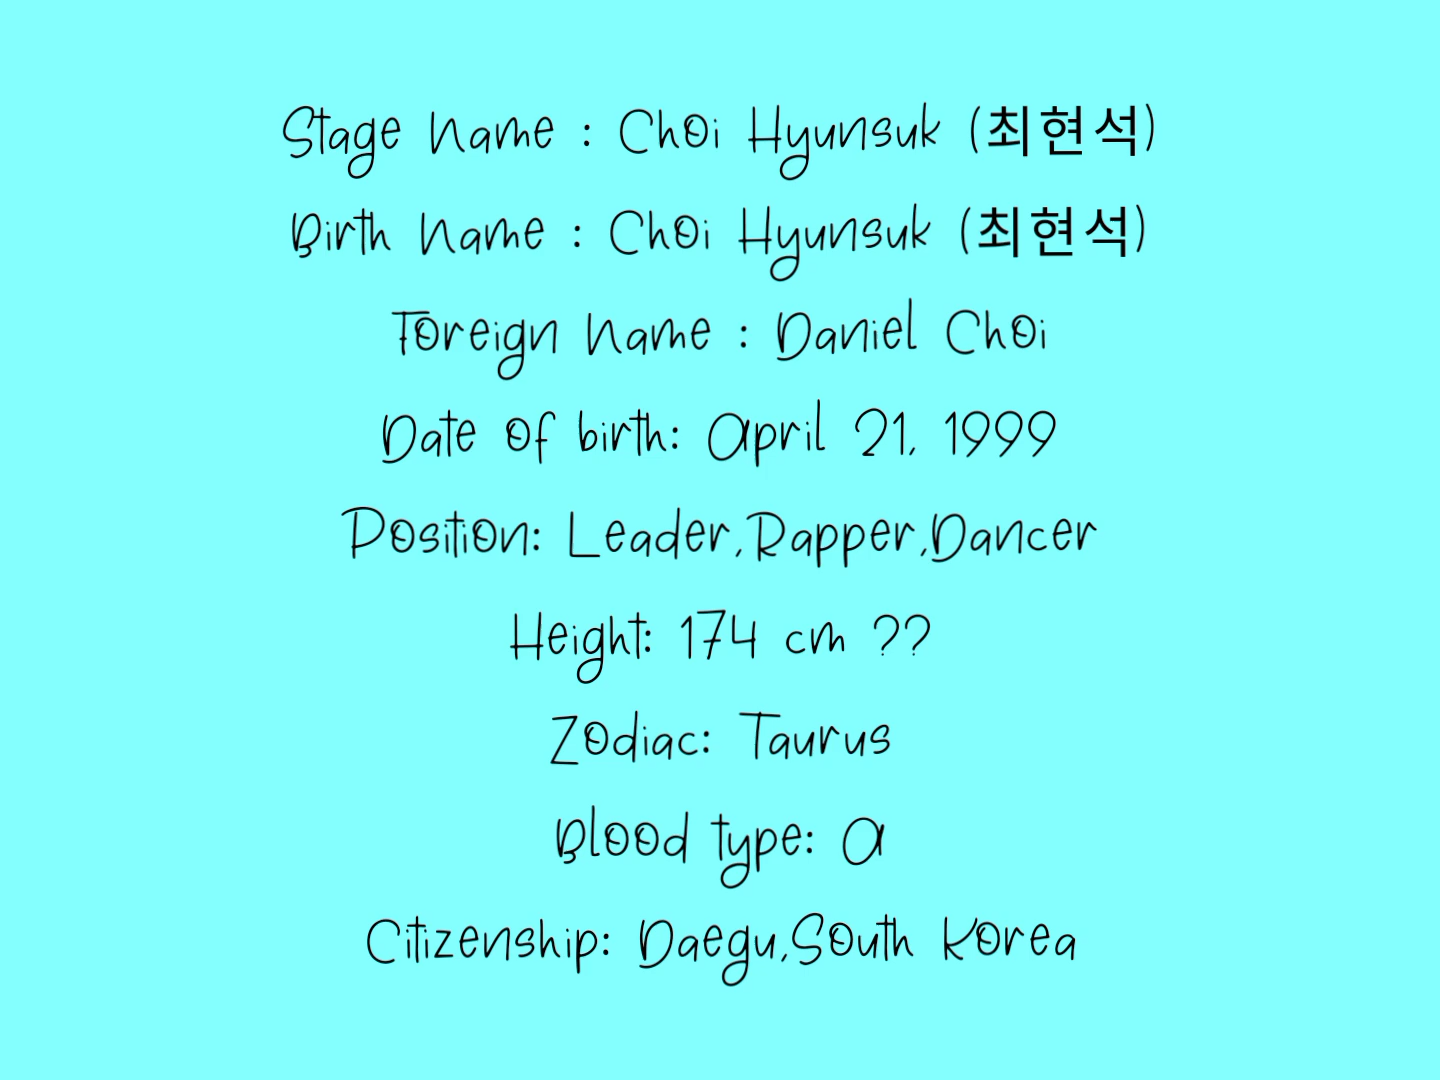 Stage Name : Choi Hyunsuk (최현석)
Birth Name : Choi Hyunsuk (최현석)
Foreign Name : Daniel Choi
Date of birth: April 21, 1999
Position: Leader,Rapper,Dancer
Height: 174 cm ??
Zodiac: Taurus
Blood type: A
Citizenship: Daegu,South Korea